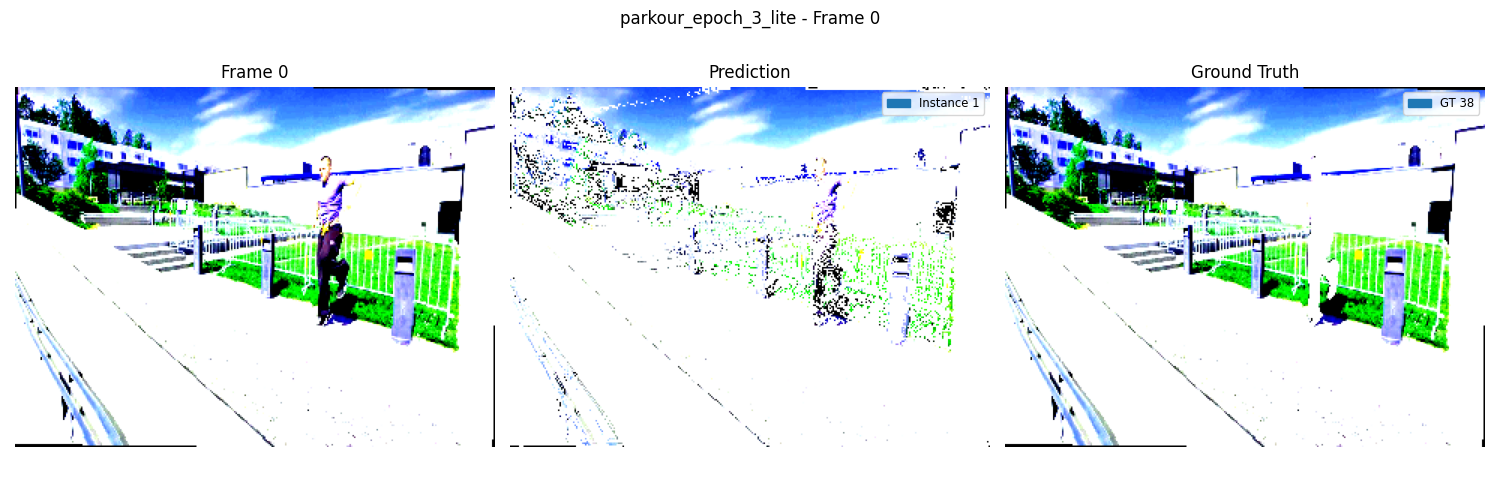 parkour_epoch_3_lite - Frame 0
Frame 0
Prediction
Ground Truth
Instance 1
GT 38